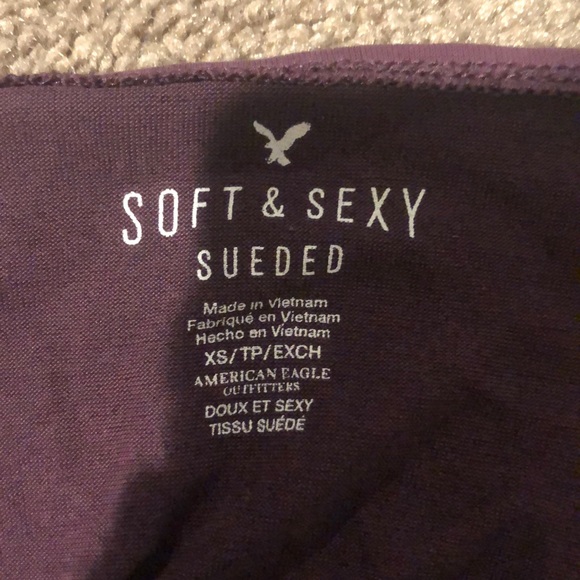 SOFT & SEXY
SUEDED
Made in Vietnam
Fabriqué en Vietnam
Hecho en Vietnam
XS/TP/EXCH
AMERICAN EAGLE
OUTFITTERS
DOUX ET SEXY
TISSU SUÉDÉ